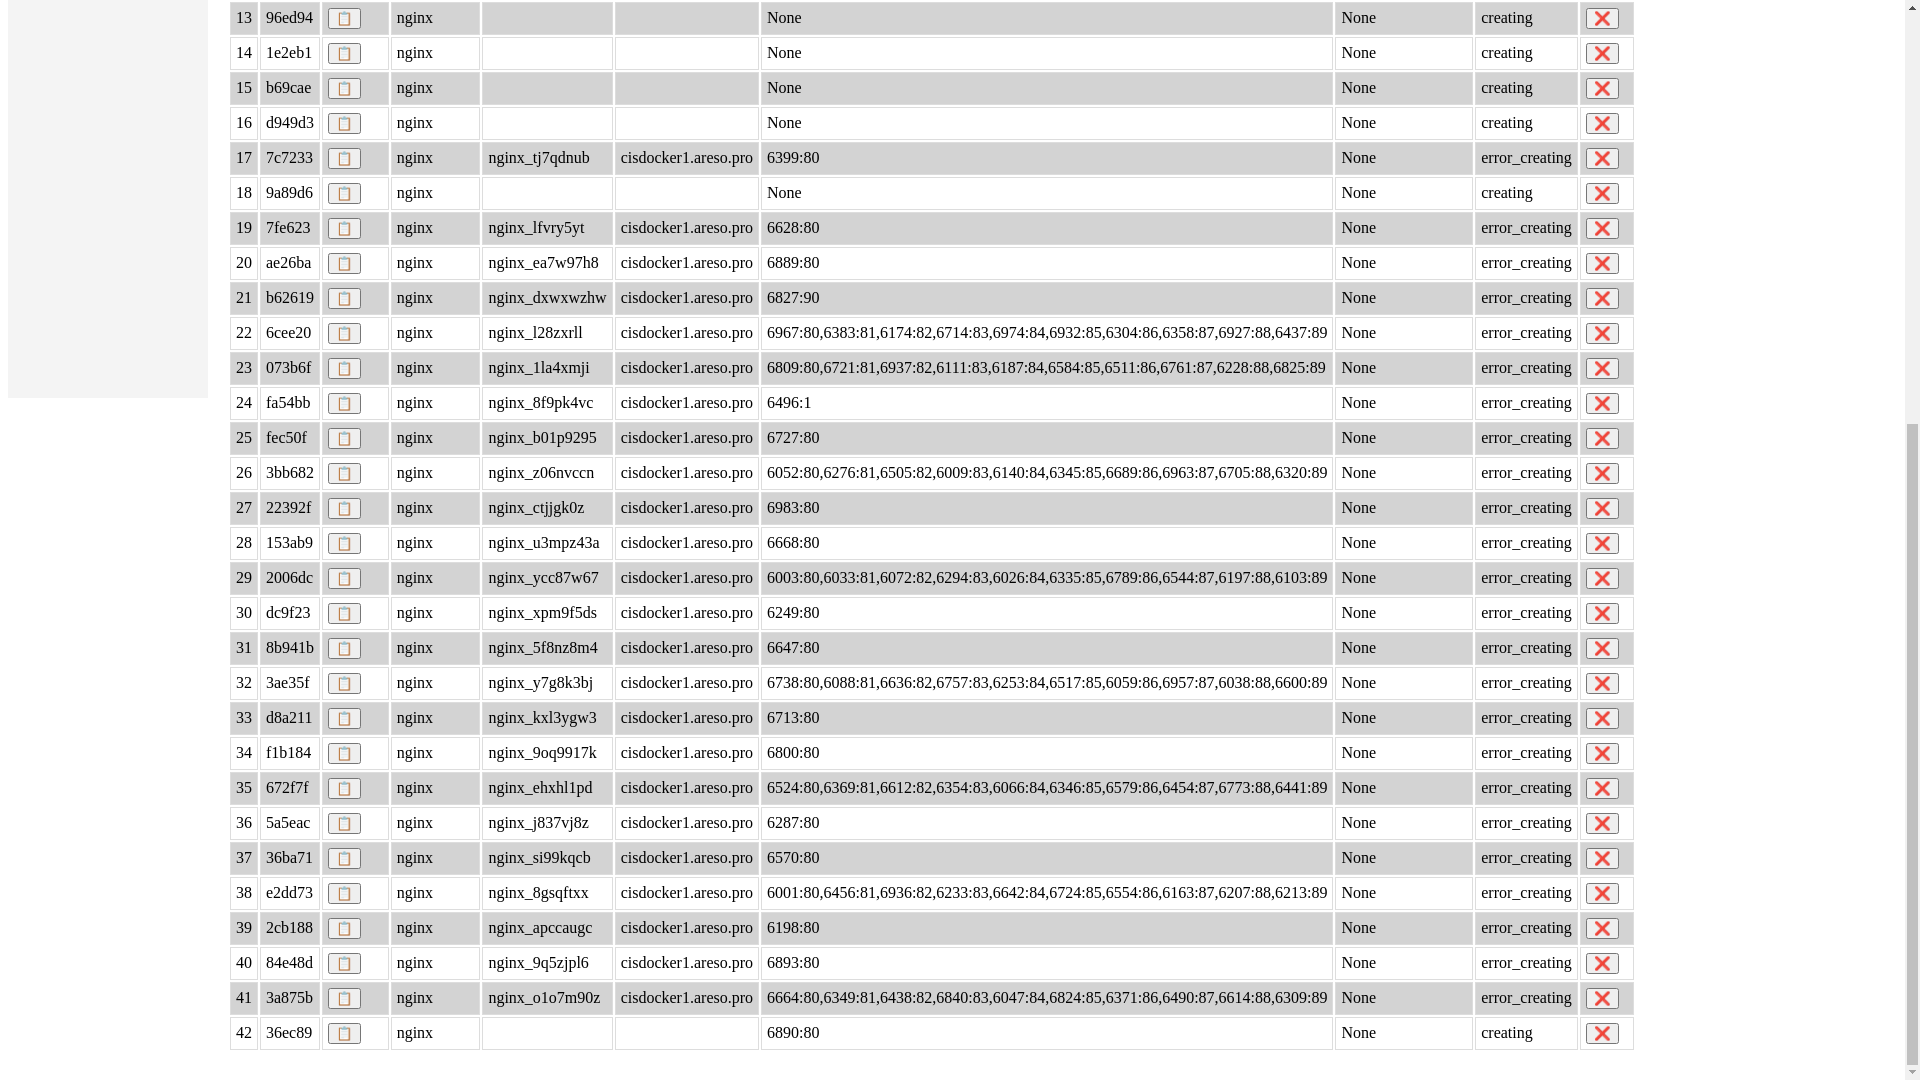 13 96ed94 nginx None None creating
14 1e2eb1 nginx None None creating
15 b69cae nginx None None creating
16 d949d3 nginx None None creating
17 7c7233 nginx nginx_tj7qdnub cisdocker1.areso.pro 6399:80 None error_creating
18 9a89d6 nginx None None creating
19 7fe623 nginx nginx_lfvry5yt cisdocker1.areso.pro 6628:80 None error_creating
20 ae26ba nginx nginx_ea7w97h8 cisdocker1.areso.pro 6889:80 None error_creating
21 b62619 nginx nginx_dxwxwzhw cisdocker1.areso.pro 6827:90 None error_creating
22 6cee20 nginx nginx_l28zxrll cisdocker1.areso.pro 6967:80,6383:81,6174:82,6714:83,6974:84,6932:85,6304:86,6358:87,6927:88,6437:89 None error_creating
23 073b6f nginx nginx_1la4xmji cisdocker1.areso.pro 6809:80,6721:81,6937:82,6111:83,6187:84,6584:85,6511:86,6761:87,6228:88,6825:89 None error_creating
24 fa54bb nginx nginx_8f9pk4vc cisdocker1.areso.pro 6496:1 None error_creating
25 fec50f nginx nginx_b01p9295 cisdocker1.areso.pro 6727:80 None error_creating
26 3bb682 nginx nginx_z06nvccn cisdocker1.areso.pro 6052:80,6276:81,6505:82,6009:83,6140:84,6345:85,6689:86,6963:87,6705:88,6320:89 None error_creating
27 22392f nginx nginx_ctjjgk0z cisdocker1.areso.pro 6983:80 None error_creating
28 153ab9 nginx nginx_u3mpz43a cisdocker1.areso.pro 6668:80 None error_creating
29 2006dc nginx nginx_ycc87w67 cisdocker1.areso.pro 6003:80,6033:81,6072:82,6294:83,6026:84,6335:85,6789:86,6544:87,6197:88,6103:89 None error_creating
30 dc9f23 nginx nginx_xpm9f5ds cisdocker1.areso.pro 6249:80 None error_creating
31 8b941b nginx nginx_5f8nz8m4 cisdocker1.areso.pro 6647:80 None error_creating
32 3ae35f nginx nginx_y7g8k3bj cisdocker1.areso.pro 6738:80,6088:81,6636:82,6757:83,6253:84,6517:85,6059:86,6957:87,6038:88,6600:89 None error_creating
33 d8a211 nginx nginx_kxl3ygw3 cisdocker1.areso.pro 6713:80 None error_creating
34 f1b184 nginx nginx_9oq9917k cisdocker1.areso.pro 6800:80 None error_creating
35 672f7f nginx nginx_ehxhl1pd cisdocker1.areso.pro 6524:80,6369:81,6612:82,6354:83,6066:84,6346:85,6579:86,6454:87,6773:88,6441:89 None error_creating
36 5a5eac nginx nginx_j837vj8z cisdocker1.areso.pro 6287:80 None error_creating
37 36ba71 nginx nginx_si99kqcb cisdocker1.areso.pro 6570:80 None error_creating
38 e2dd73 nginx nginx_8gsqftxx cisdocker1.areso.pro 6001:80,6456:81,6936:82,6233:83,6642:84,6724:85,6554:86,6163:87,6207:88,6213:89 None error_creating
39 2cb188 nginx nginx_apccaugc cisdocker1.areso.pro 6198:80 None error_creating
40 84e48d nginx nginx_9q5zjpl6 cisdocker1.areso.pro 6893:80 None error_creating
41 3a875b nginx nginx_o1o7m90z cisdocker1.areso.pro 6664:80,6349:81,6438:82,6840:83,6047:84,6824:85,6371:86,6490:87,6614:88,6309:89 None error_creating
42 36ec89 nginx 6890:80 None creating